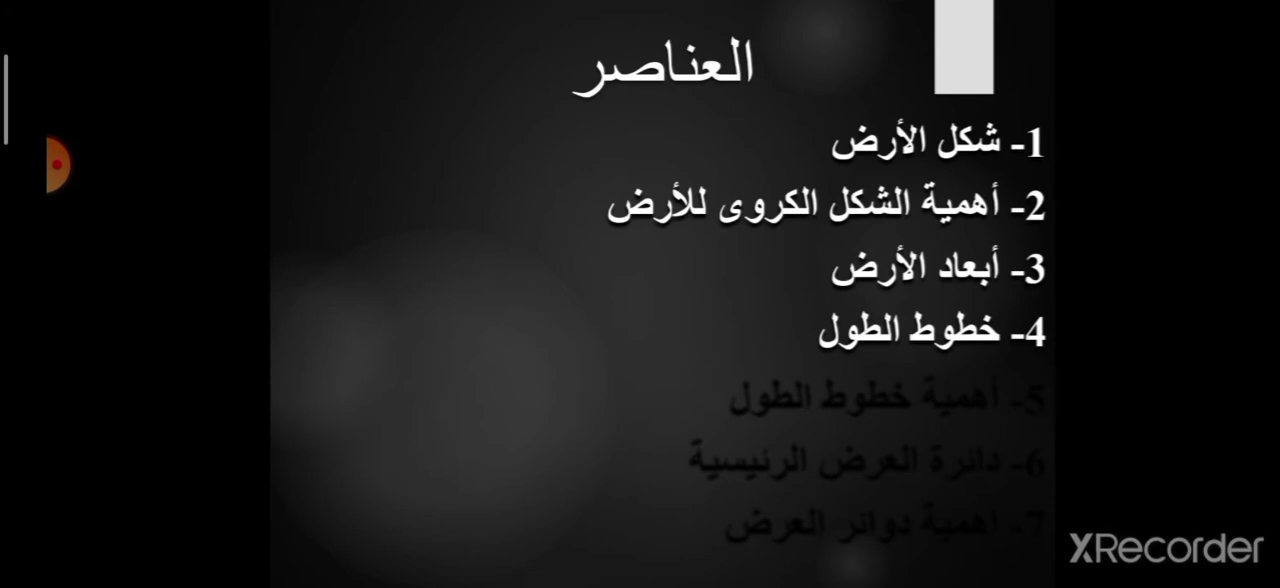 العناصر
1- شكل الأرض
2- أهمية الشكل الكروى للأرض
3- أبعاد الأرض
4- خطوط الطول
5- أهمية خطوط الطول
6- دائرة العرض الرئيسية
7- اهمية دوائر العرض
XRecorder